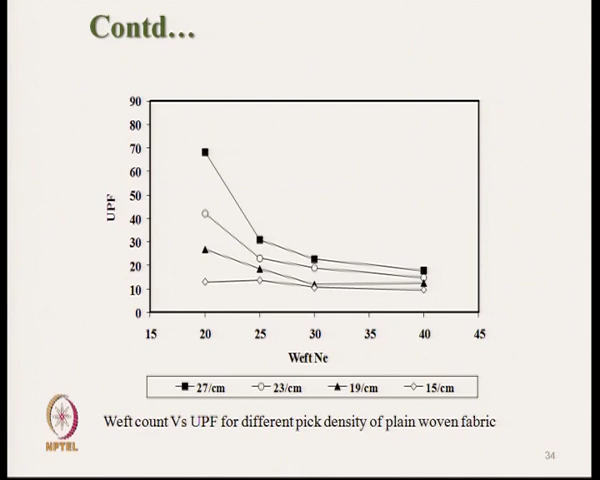 Contd…
90
80
70
60
50
40
30
20
10
0
UPF
15 20 25 30 35 40 45
Weft Ne
27/cm 23/cm 19/cm 15/cm
Weft count Vs UPF for different pick density of plain woven fabric
NPTEL
34